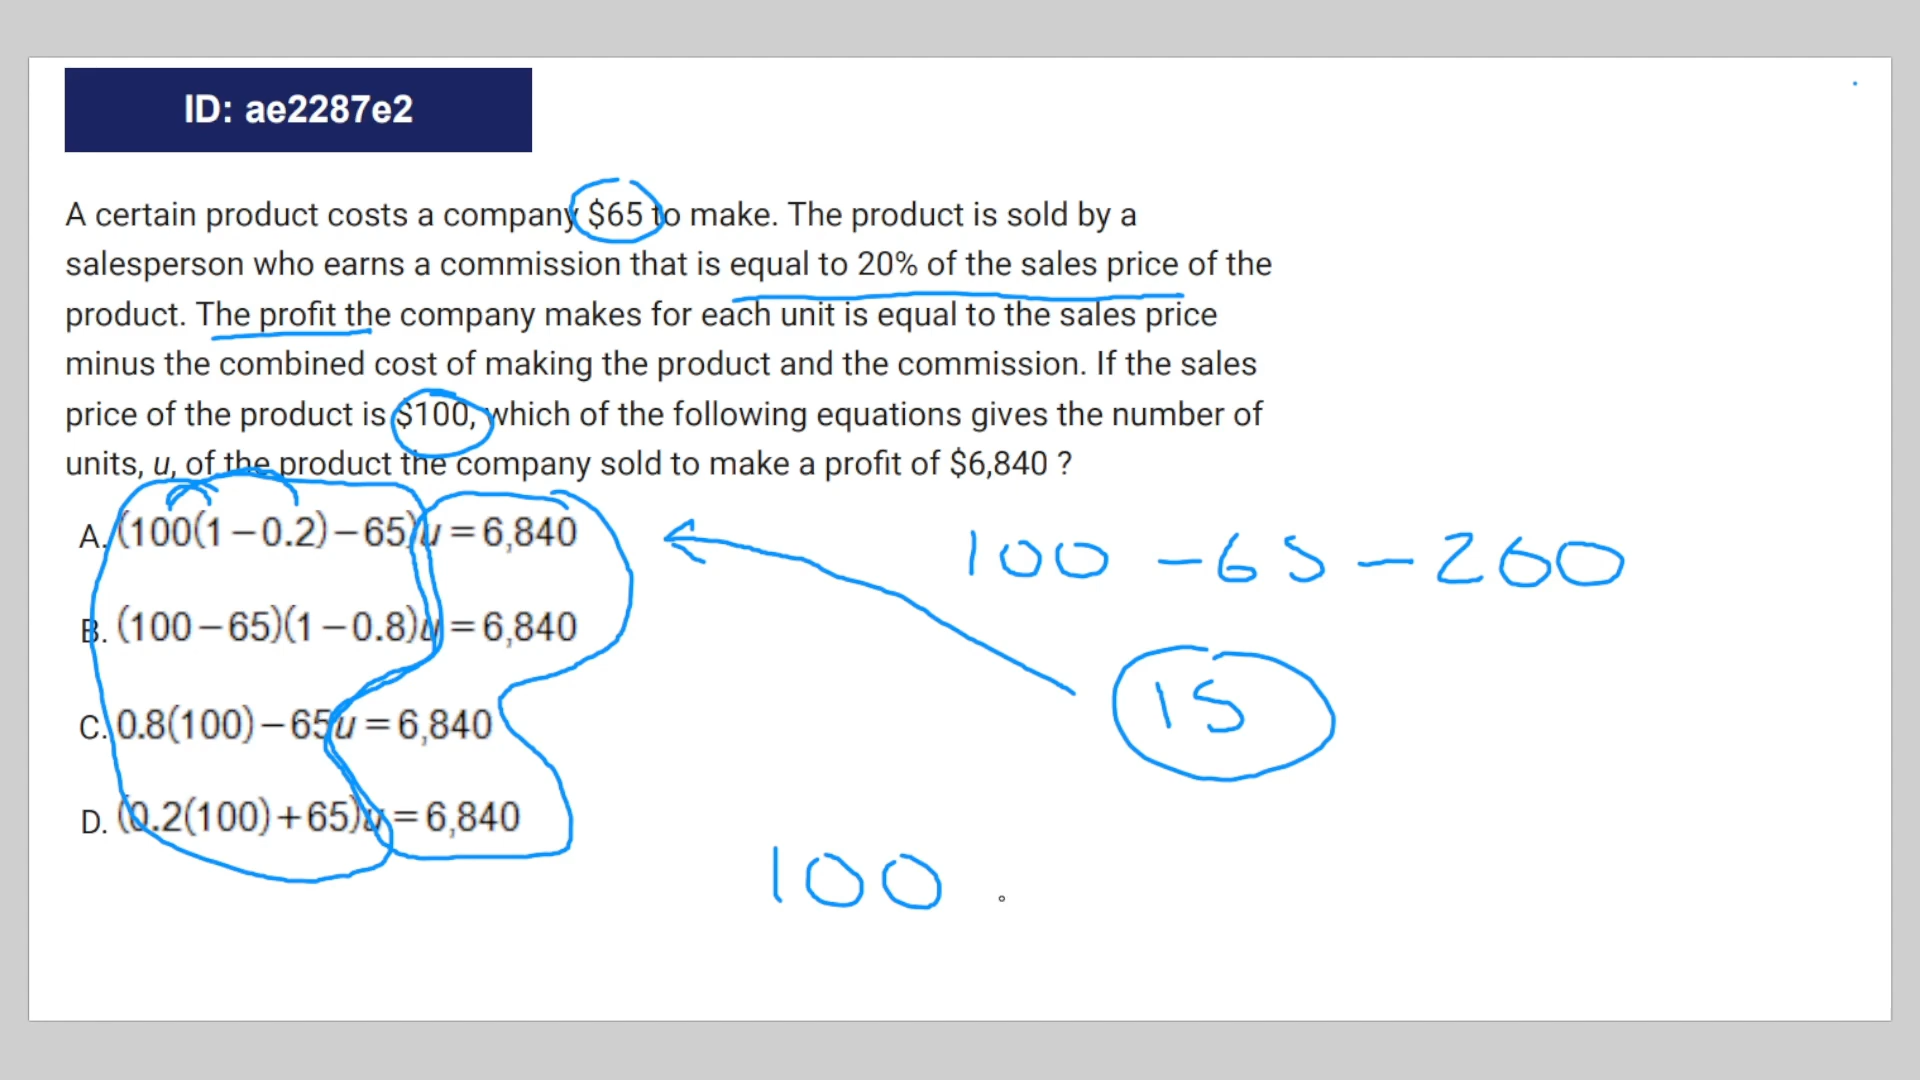 ID: ae2287e2
A certain product costs a company $65 to make. The product is sold by a
salesperson who earns a commission that is equal to 20% of the sales price of the
product. The profit the company makes for each unit is equal to the sales price
minus the combined cost of making the product and the commission. If the sales
price of the product is $100, which of the following equations gives the number of
units, u, of the product the company sold to make a profit of $6,840 ?
A. (100(1−0.2)−65)u=6,840
B. (100−65)(1−0.8)u=6,840
C. 0.8(100)−65u=6,840
D. (0.2(100)+65)u=6,840
100 −65 − 200
15
100